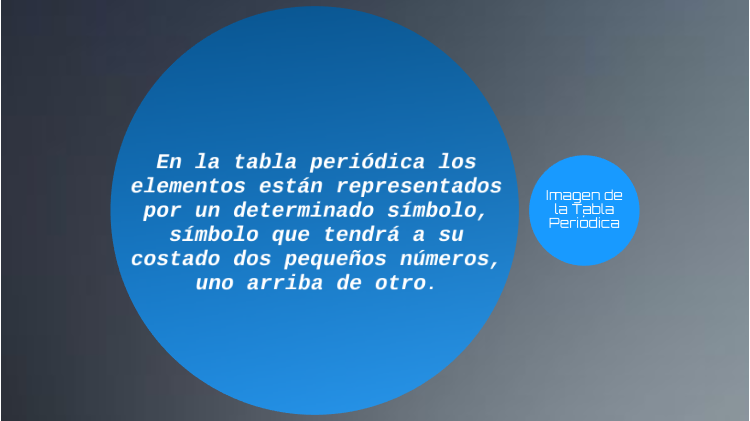 En la tabla periódica los
elementos están representados
por un determinado símbolo,
símbolo que tendrá a su
costado dos pequeños números,
uno arriba de otro.
Imagen de
la Tabla
Periódica